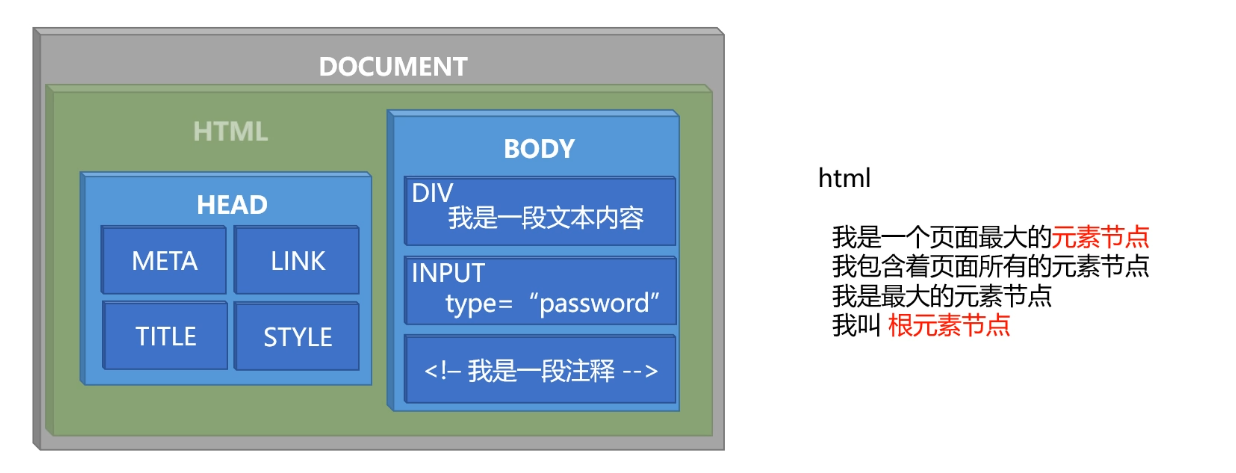 DOCUMENT
HTML
HEAD
META
LINK
TITLE
STYLE
BODY
DIV
我是一段文本内容
INPUT
type=“password”
<!– 我是一段注释 -->
html
我是一个页面最大的元素节点
我包含着页面所有的元素节点
我是最大的元素节点
我叫 根元素节点